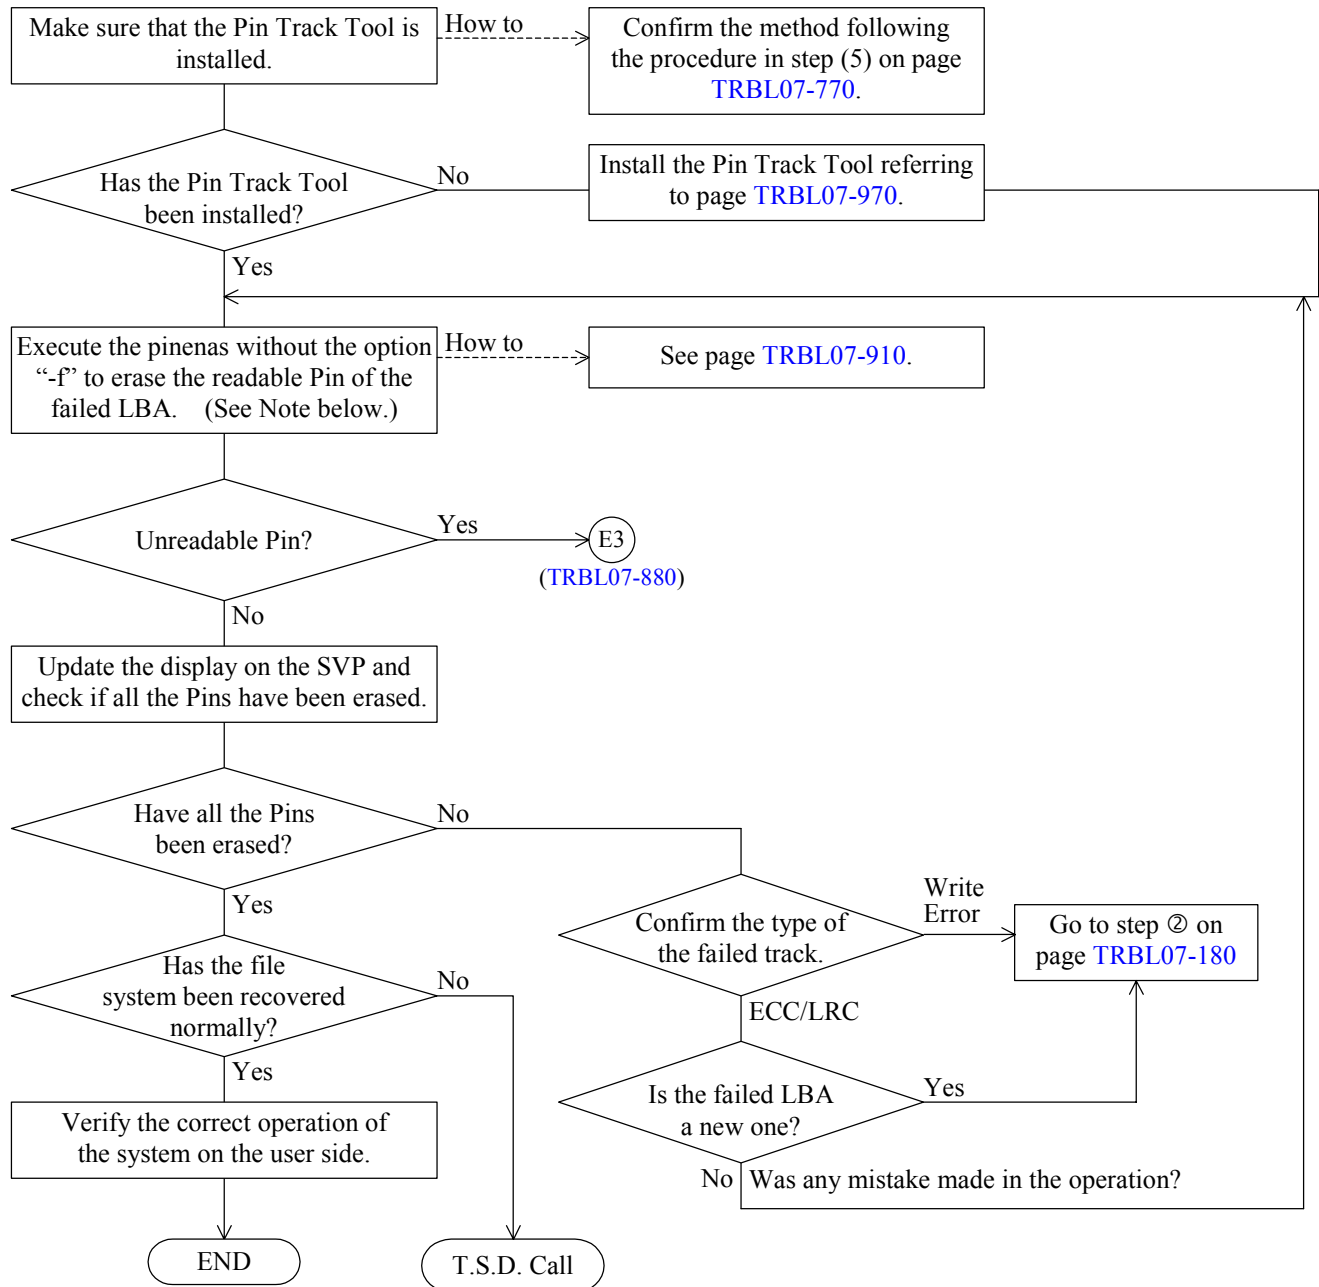 Make sure that the Pin Track Tool is
installed.
How to
Confirm the method following
the procedure in step (5) on page
TRBL07-770.
Has the Pin Track Tool
been installed?
No
Install the Pin Track Tool referring
to page TRBL07-970.
Yes
Execute the pinenas without the option
“-f” to erase the readable Pin of the
failed LBA. (See Note below.)
How to
See page TRBL07-910.
Unreadable Pin?
Yes
E3
(TRBL07-880)
No
Update the display on the SVP and
check if all the Pins have been erased.
Have all the Pins
been erased?
No
Yes
Confirm the type of
the failed track.
Write
Error
Go to step ② on
page TRBL07-180
ECC/LRC
Has the file
system been recovered
normally?
No
Yes
Is the failed LBA
a new one?
Yes
No
Was any mistake made in the operation?
Verify the correct operation of
the system on the user side.
END
T.S.D. Call